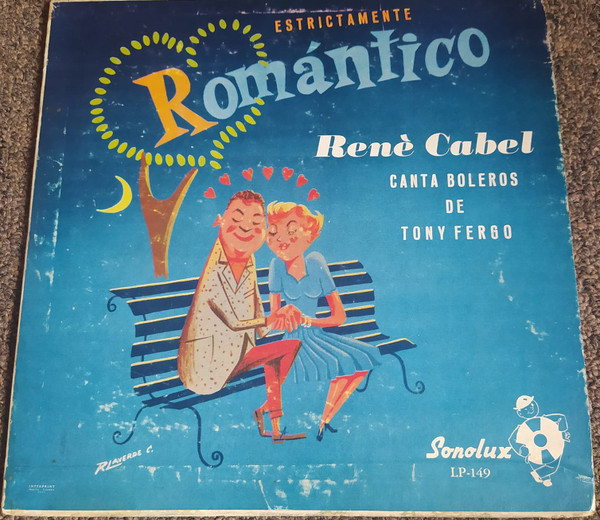 ESTRICTAMENTE
Romántico
Renè Cabel
CANTA BOLEROS
DE
TONY FERGO
R LAVERDE C.
Sonolux
LP-149